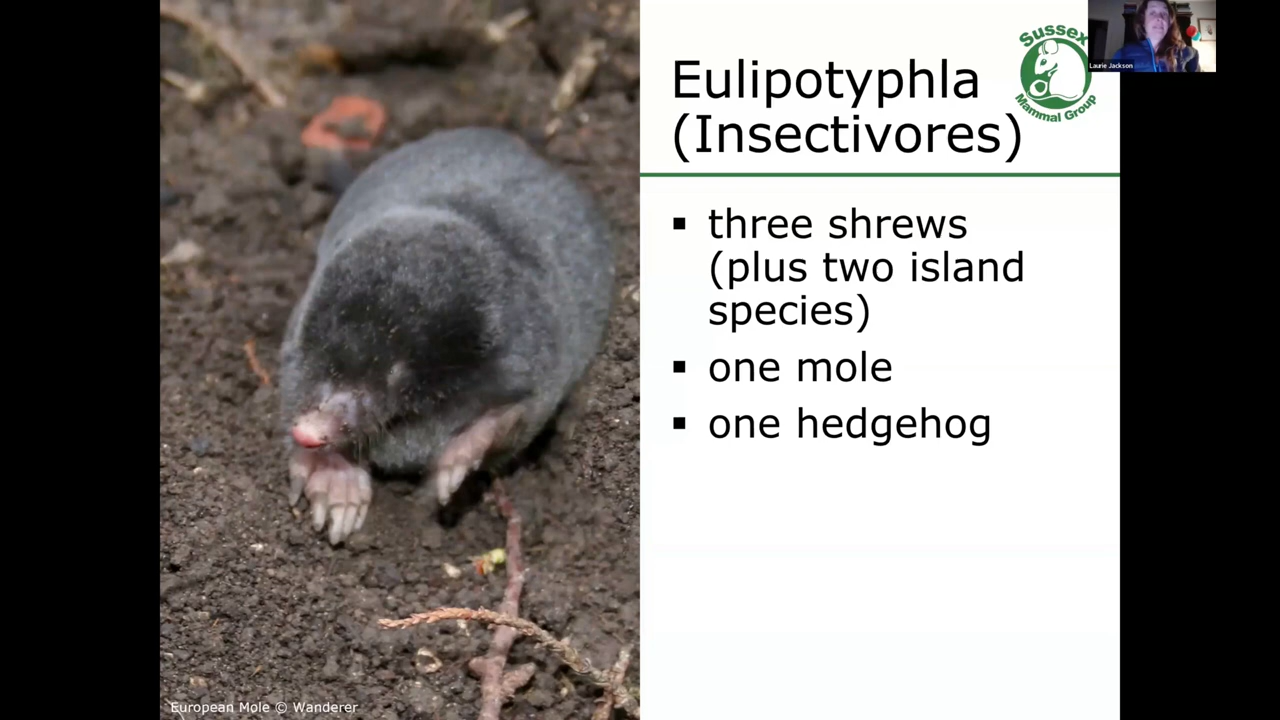 Eulipotyphla
(Insectivores)
Sussex
Mammal Group
Laurie Jackson
▪ three shrews
(plus two island
species)
▪ one mole
▪ one hedgehog
European Mole © Wanderer